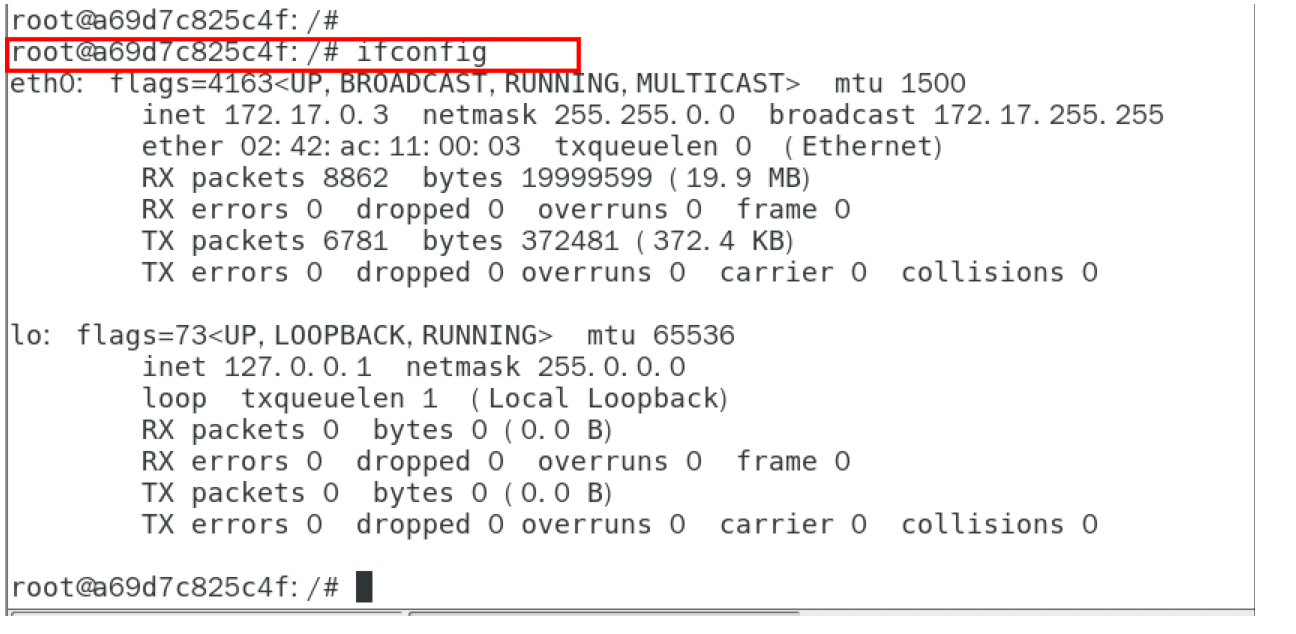 root@a69d7c825c4f:/#
root@a69d7c825c4f:/# ifconfig
eth0: flags=4163<UP,BROADCAST,RUNNING,MULTICAST>  mtu 1500
        inet 172.17.0.3  netmask 255.255.0.0  broadcast 172.17.255.255
        ether 02:42:ac:11:00:03  txqueuelen 0  (Ethernet)
        RX packets 8862  bytes 19999599 (19.9 MB)
        RX errors 0  dropped 0  overruns 0  frame 0
        TX packets 6781  bytes 372481 (372.4 KB)
        TX errors 0  dropped 0 overruns 0  carrier 0  collisions 0
lo: flags=73<UP,LOOPBACK,RUNNING>  mtu 65536
        inet 127.0.0.1  netmask 255.0.0.0
        loop  txqueuelen 1  (Local Loopback)
        RX packets 0  bytes 0 (0.0 B)
        RX errors 0  dropped 0  overruns 0  frame 0
        TX packets 0  bytes 0 (0.0 B)
        TX errors 0  dropped 0 overruns 0  carrier 0  collisions 0
root@a69d7c825c4f:/#